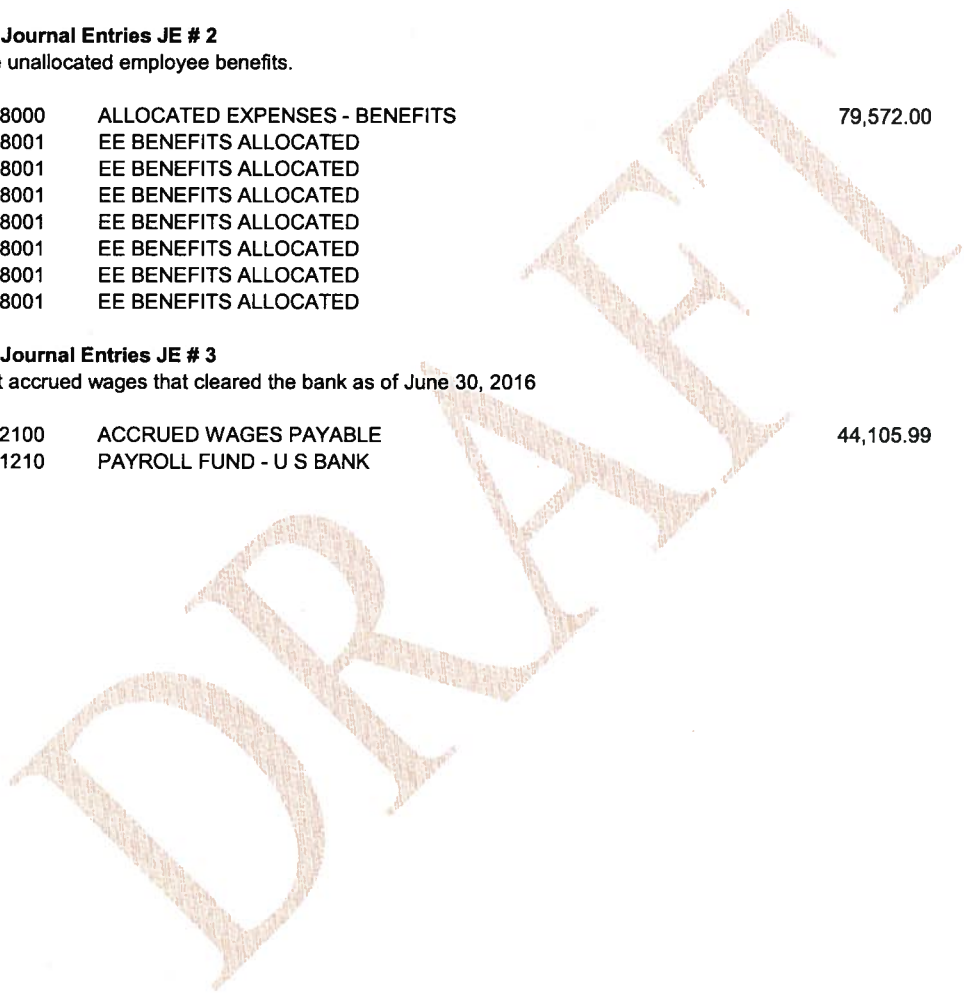 Journal Entries JE # 2
unallocated employee benefits.
8000 ALLOCATED EXPENSES - BENEFITS 79,572.00
8001 EE BENEFITS ALLOCATED
8001 EE BENEFITS ALLOCATED
8001 EE BENEFITS ALLOCATED
8001 EE BENEFITS ALLOCATED
8001 EE BENEFITS ALLOCATED
8001 EE BENEFITS ALLOCATED
8001 EE BENEFITS ALLOCATED
Journal Entries JE # 3
accrued wages that cleared the bank as of June 30, 2016
2100 ACCRUED WAGES PAYABLE 44,105.99
1210 PAYROLL FUND - U S BANK
DRAFT